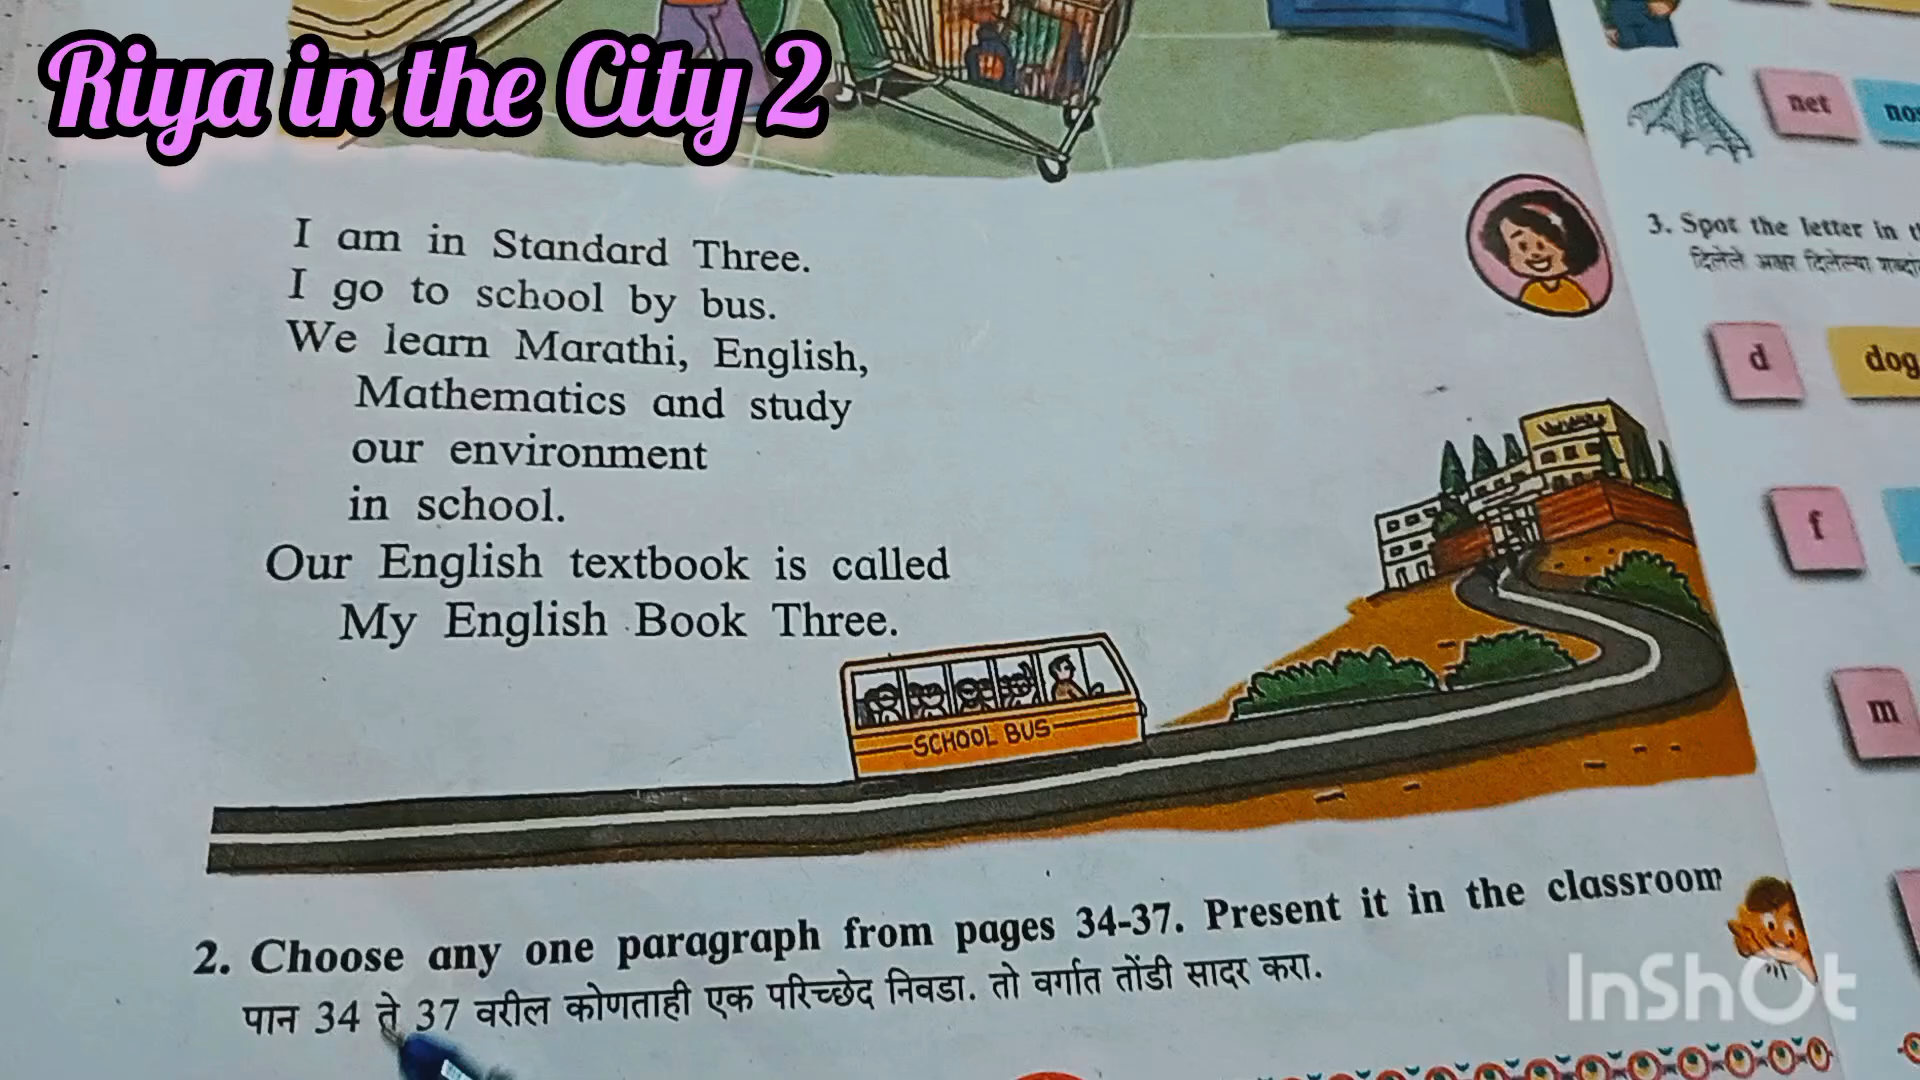 Riya in the City 2
I am in Standard Three.
I go to school by bus.
We learn Marathi, English,
Mathematics and study
our environment
in school.
Our English textbook is called
My English Book Three.
SCHOOL BUS
2. Choose any one paragraph from pages 34-37. Present it in the classroom
पान 34 ते 37 वरील कोणताही एक परिच्छेद निवडा. तो वर्गात तोंडी सादर करा.
net
3. Spot the letter in
दिलेले अक्षर दिलेल्या
d
dog
f
m
InShOt